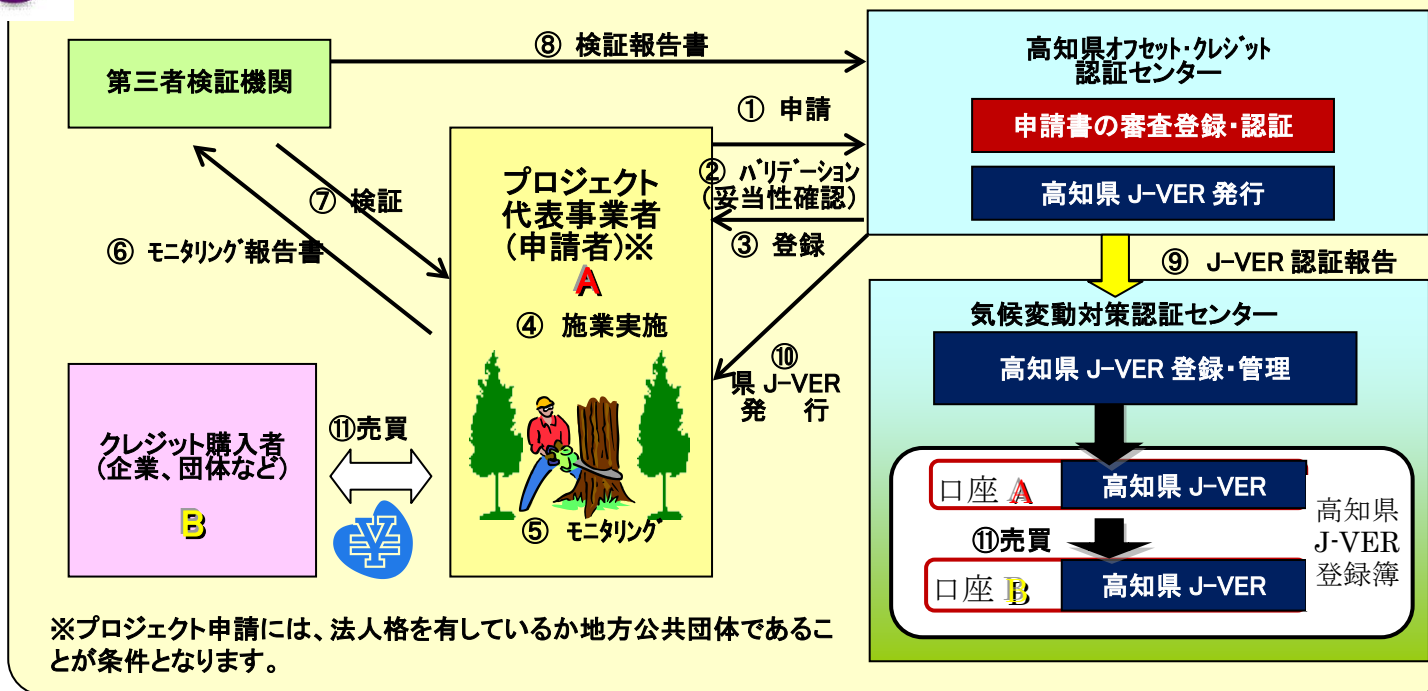 ⑧ 検証報告書
第三者検証機関
高知県オフセット・クレジット
認証センター
申請書の審査登録・認証
高知県 J-VER 発行
① 申請
② バリデーション
(妥当性確認)
③ 登録
⑦ 検証
⑥ モニタリング報告書
プロジェクト
代表事業者
(申請者)※
A
④ 施業実施
⑤ モニタリング
⑩
県 J-VER
発 行
⑨ J-VER 認証報告
気候変動対策認証センター
高知県 J-VER 登録・管理
口座 A
高知県 J-VER
⑪売買
口座 B
高知県 J-VER
高知県
J-VER
登録簿
クレジット購入者
(企業、団体など)
B
⑪売買
¥
※プロジェクト申請には、法人格を有しているか地方公共団体であるこ
とが条件となります。